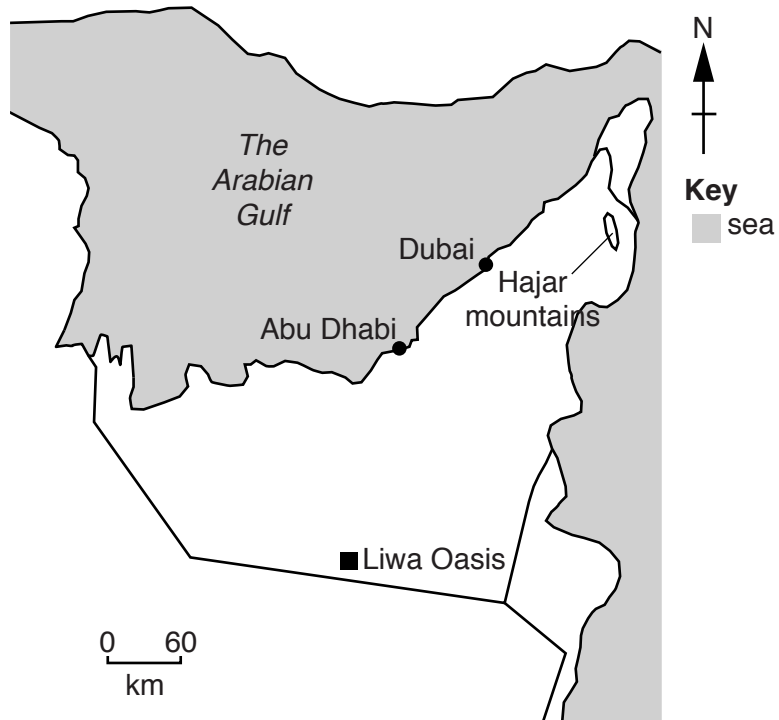 N
The
Arabian
Gulf
Key
sea
Dubai
Hajar
mountains
Abu Dhabi
Liwa Oasis
0 60
km